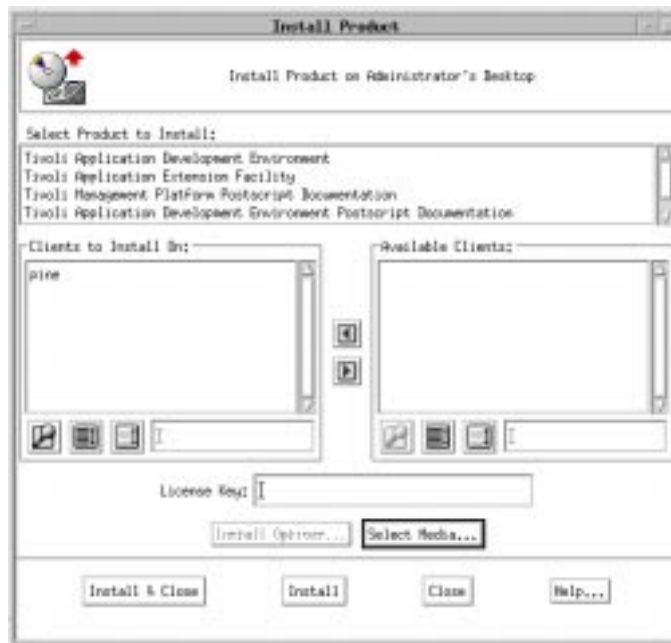 Install Product
Install Product on Administrator's Desktop
Select Product to Install:
Tivoli Application Development Environment
Tivoli Application Extension Facility
Tivoli Management Platform Postscript Documentation
Tivoli Application Development Environment Postscript Documentation
Clients to Install On:
Available Clients:
pine
License Key:
Install Options...
Select Media...
Install & Close
Install
Close
Help...